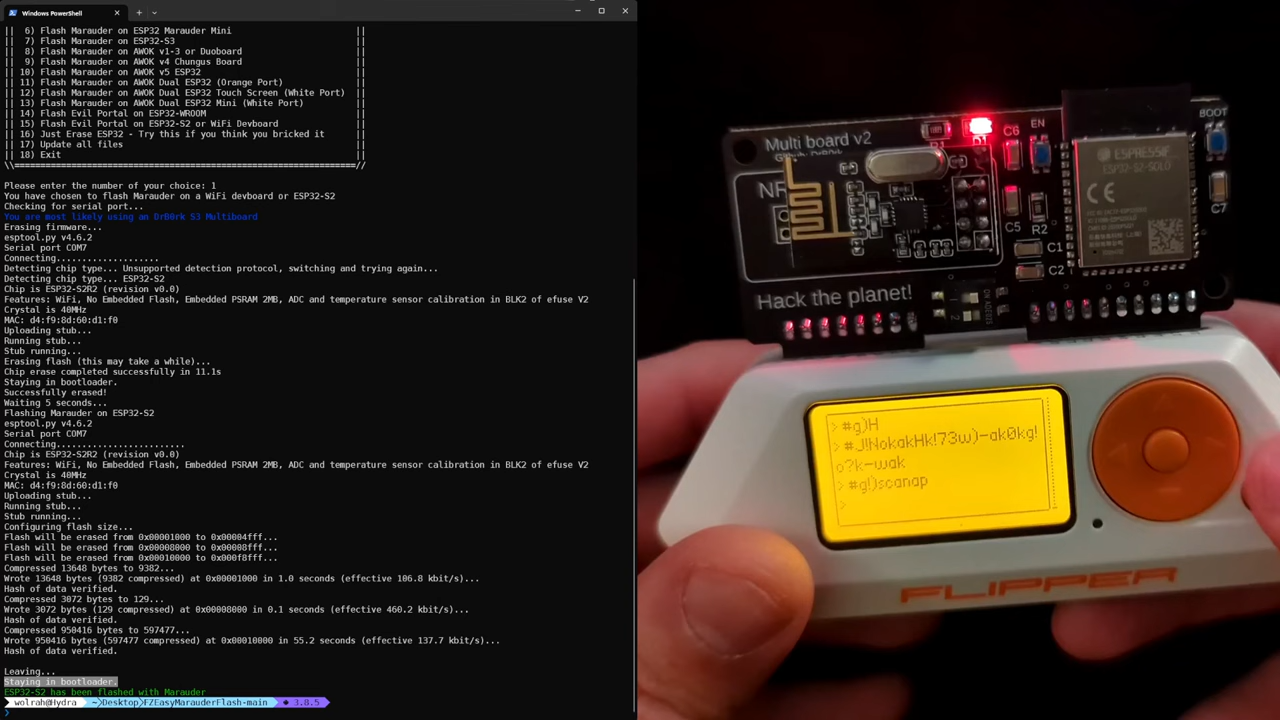 Windows PowerShell
|| 6) Flash Marauder on ESP32 Marauder Mini ||
|| 7) Flash Marauder on ESP32-S3 ||
|| 8) Flash Marauder on AWOK v1-3 or Duoboard ||
|| 9) Flash Marauder on AWOK v4 Chungus Board ||
|| 10) Flash Marauder on AWOK v5 ESP32 ||
|| 11) Flash Marauder on AWOK Dual ESP32 (Orange Port) ||
|| 12) Flash Marauder on AWOK Dual ESP32 Touch Screen (White Port) ||
|| 13) Flash Marauder on AWOK Dual ESP32 Mini (White Port) ||
|| 14) Flash Evil Portal on ESP32-WROOM ||
|| 15) Flash Evil Portal on ESP32-S2 or WiFi Devboard ||
|| 16) Just Erase ESP32 - Try this if you think you bricked it ||
|| 17) Update all files ||
|| 18) Exit ||
\\==================================================================//
Please enter the number of your choice: 1
You have chosen to flash Marauder on a WiFi devboard or ESP32-S2
Checking for serial port...
You are most likely using an DrB0rk S3 Multiboard
Erasing firmware...
esptool.py v4.6.2
Serial port COM7
Connecting....................
Detecting chip type... Unsupported detection protocol, switching and trying again...
Detecting chip type... ESP32-S2
Chip is ESP32-S2R2 (revision v0.0)
Features: WiFi, No Embedded Flash, Embedded PSRAM 2MB, ADC and temperature sensor calibration in BLK2 of efuse V2
Crystal is 40MHz
MAC: d4:f9:8d:60:d1:f0
Uploading stub...
Running stub...
Stub running...
Erasing flash (this may take a while)...
Chip erase completed successfully in 11.1s
Staying in bootloader.
Successfully erased!
Waiting 5 seconds...
Flashing Marauder on ESP32-S2
esptool.py v4.6.2
Serial port COM7
Connecting.........................
Chip is ESP32-S2R2 (revision v0.0)
Features: WiFi, No Embedded Flash, Embedded PSRAM 2MB, ADC and temperature sensor calibration in BLK2 of efuse V2
Crystal is 40MHz
MAC: d4:f9:8d:60:d1:f0
Uploading stub...
Running stub...
Stub running...
Configuring flash size...
Flash will be erased from 0x00001000 to 0x00004fff...
Flash will be erased from 0x00008000 to 0x00008fff...
Flash will be erased from 0x00010000 to 0x000f8fff...
Compressed 13648 bytes to 9382...
Wrote 13648 bytes (9382 compressed) at 0x00001000 in 1.0 seconds (effective 106.8 kbit/s)...
Hash of data verified.
Compressed 3072 bytes to 129...
Wrote 3072 bytes (129 compressed) at 0x00008000 in 0.1 seconds (effective 460.2 kbit/s)...
Hash of data verified.
Compressed 950416 bytes to 597477...
Wrote 950416 bytes (597477 compressed) at 0x00010000 in 55.2 seconds (effective 137.7 kbit/s)...
Hash of data verified.
Leaving...
Staying in bootloader.
ESP32-S2 has been flashed with Marauder
wolrah@Hydra ~>Desktop>FZEasyMarauderFlash-main 3.8.5
Multi board v2
D1
C6
EN
BOOT
NRF
ESPRESSIF
ESP32-S2-SOLO
CE
C5
R2
C7
C1
C2
Hack the planet!
ON
1 2
> #g)H
> #J!NokakHk!73w)-ak0kg!
o?k-wak
> #g!)scanap
>
FLIPPER